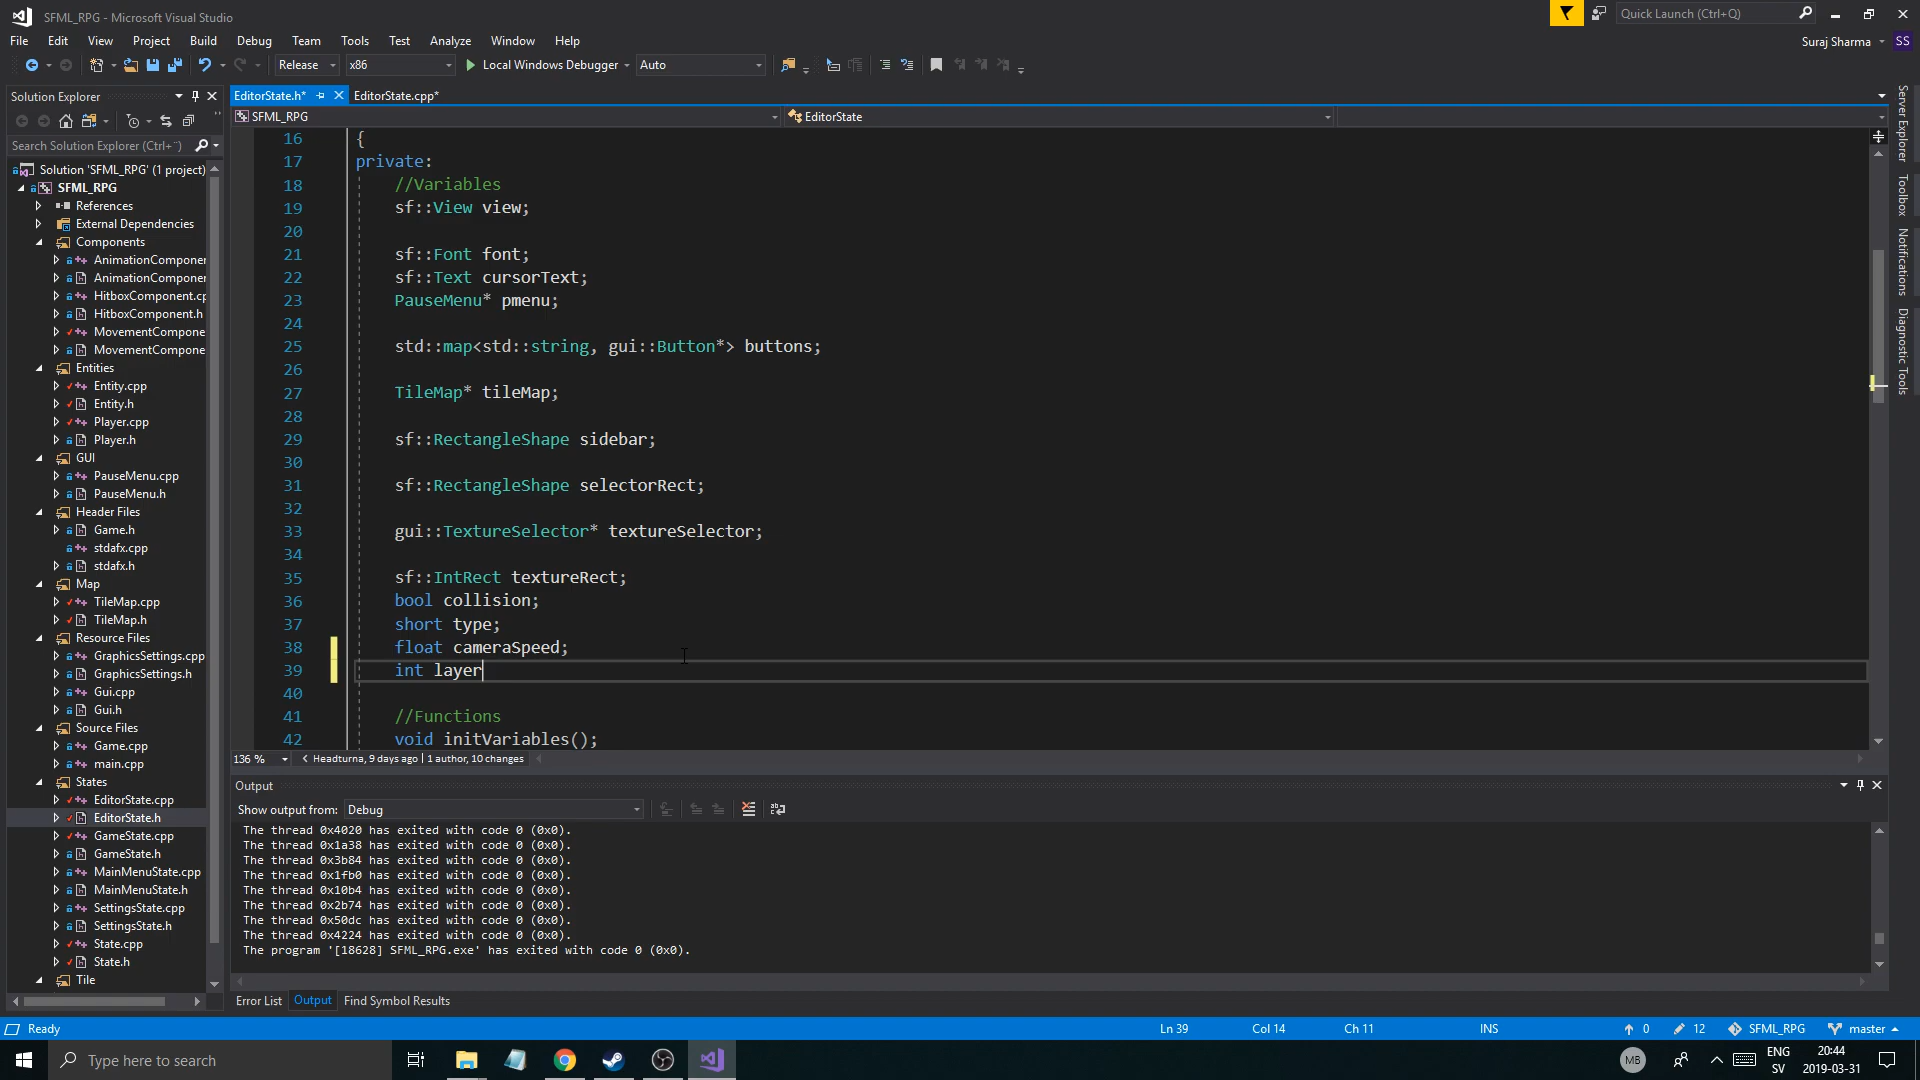 SFML_RPG - Microsoft Visual Studio
Quick Launch (Ctrl+Q)
File Edit View Project Build Debug Team Tools Test Analyze Window Help
Suraj Sharma SS
Release x86 Local Windows Debugger Auto
Solution Explorer
Search Solution Explorer (Ctrl+¨)
Solution 'SFML_RPG' (1 project)
SFML_RPG
References
External Dependencies
Components
AnimationComponen
AnimationComponen
HitboxComponent.cp
HitboxComponent.h
MovementCompone
MovementCompone
Entities
Entity.cpp
Entity.h
Player.cpp
Player.h
GUI
PauseMenu.cpp
PauseMenu.h
Header Files
Game.h
stdafx.cpp
stdafx.h
Map
TileMap.cpp
TileMap.h
Resource Files
GraphicsSettings.cpp
GraphicsSettings.h
Gui.cpp
Gui.h
Source Files
Game.cpp
main.cpp
States
EditorState.cpp
EditorState.h
GameState.cpp
GameState.h
MainMenuState.cpp
MainMenuState.h
SettingsState.cpp
SettingsState.h
State.cpp
State.h
Tile
EditorState.h* EditorState.cpp*
SFML_RPG EditorState
16 {
17 private:
18 //Variables
19 sf::View view;
20
21 sf::Font font;
22 sf::Text cursorText;
23 PauseMenu* pmenu;
24
25 std::map<std::string, gui::Button*> buttons;
26
27 TileMap* tileMap;
28
29 sf::RectangleShape sidebar;
30
31 sf::RectangleShape selectorRect;
32
33 gui::TextureSelector* textureSelector;
34
35 sf::IntRect textureRect;
36 bool collision;
37 short type;
38 float cameraSpeed;
39 int layer
40
41 //Functions
42 void initVariables();
136 % Headturna, 9 days ago | 1 author, 10 changes
Output
Show output from: Debug
The thread 0x4020 has exited with code 0 (0x0).
The thread 0x1a38 has exited with code 0 (0x0).
The thread 0x3b84 has exited with code 0 (0x0).
The thread 0x1fb0 has exited with code 0 (0x0).
The thread 0x10b4 has exited with code 0 (0x0).
The thread 0x2b74 has exited with code 0 (0x0).
The thread 0x50dc has exited with code 0 (0x0).
The thread 0x4224 has exited with code 0 (0x0).
The program '[18628] SFML_RPG.exe' has exited with code 0 (0x0).
Error List Output Find Symbol Results
Server Explorer
Toolbox
Notifications
Diagnostic Tools
Ready Ln 39 Col 14 Ch 11 INS 0 12 SFML_RPG master
Type here to search
MB
ENG
SV
20:44
2019-03-31